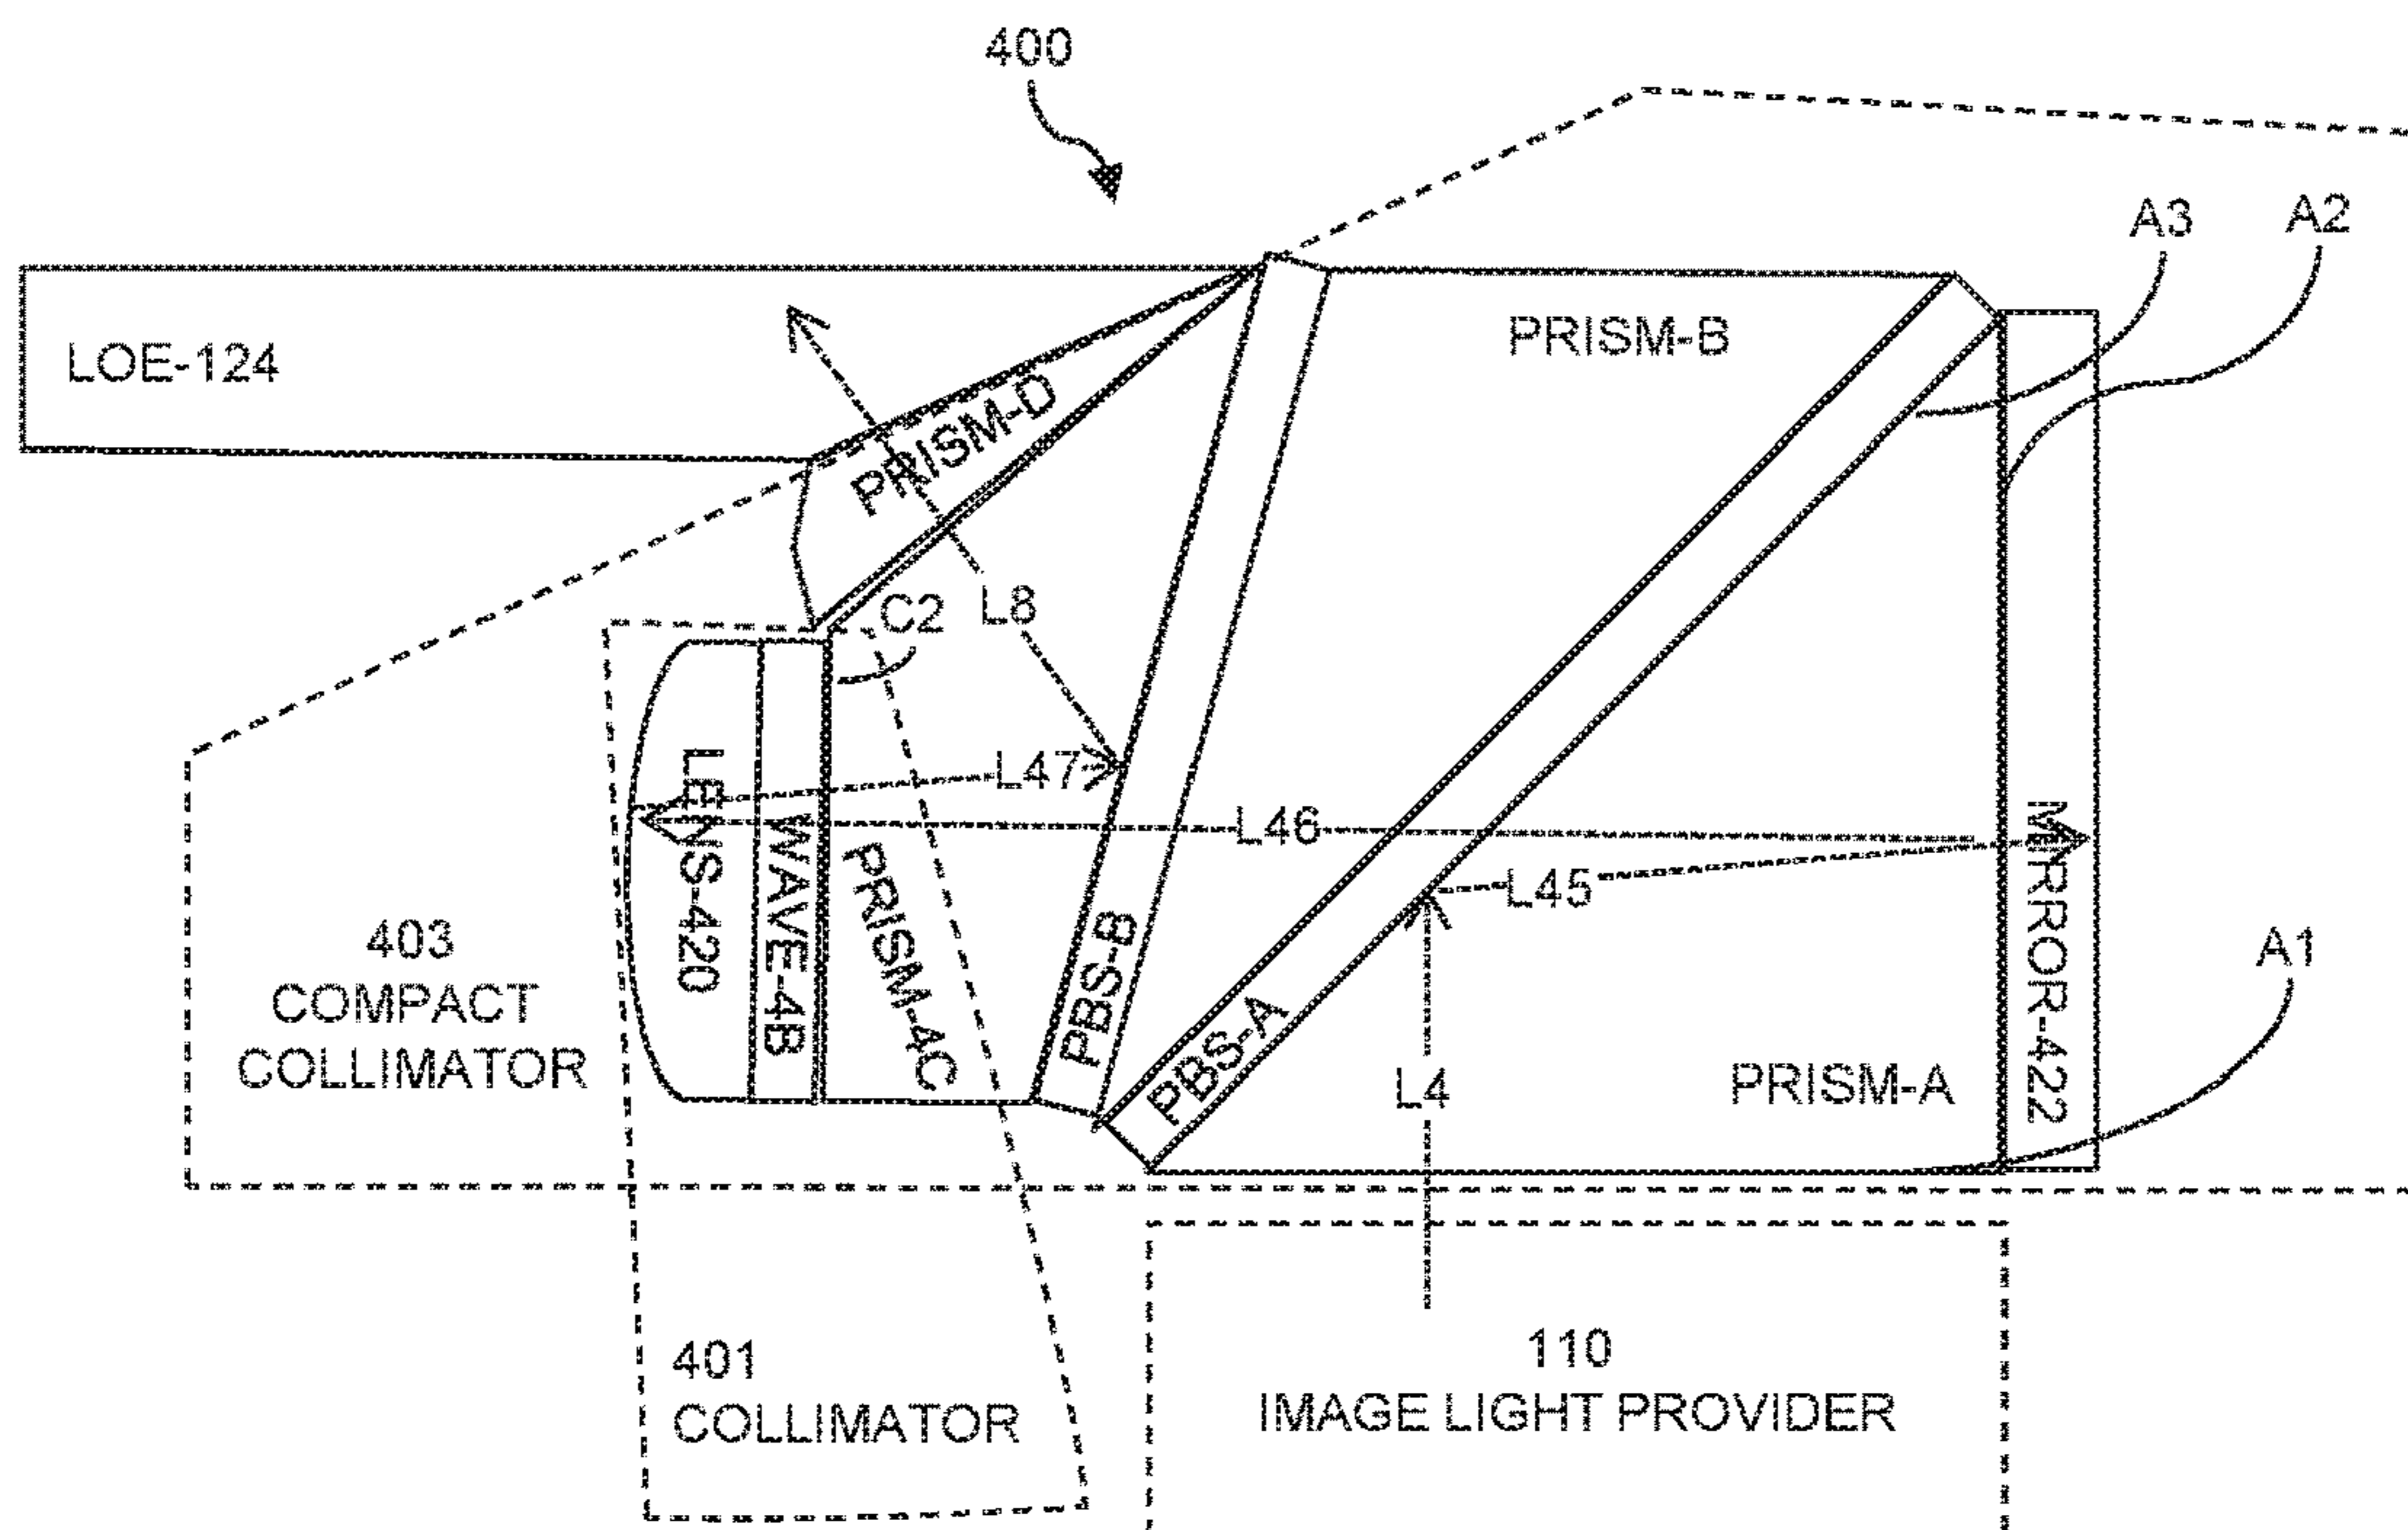 400
A3
A2
LOE-124
PRISM-B
PRISM-D
L8
C2
L47
L46
L45
LENS-420
WAVE-4B
PRISM-4C
PBS-B
PBS-A
MIRROR-422
A1
403
COMPACT
COLLIMATOR
L4
PRISM-A
401
COLLIMATOR
110
IMAGE LIGHT PROVIDER